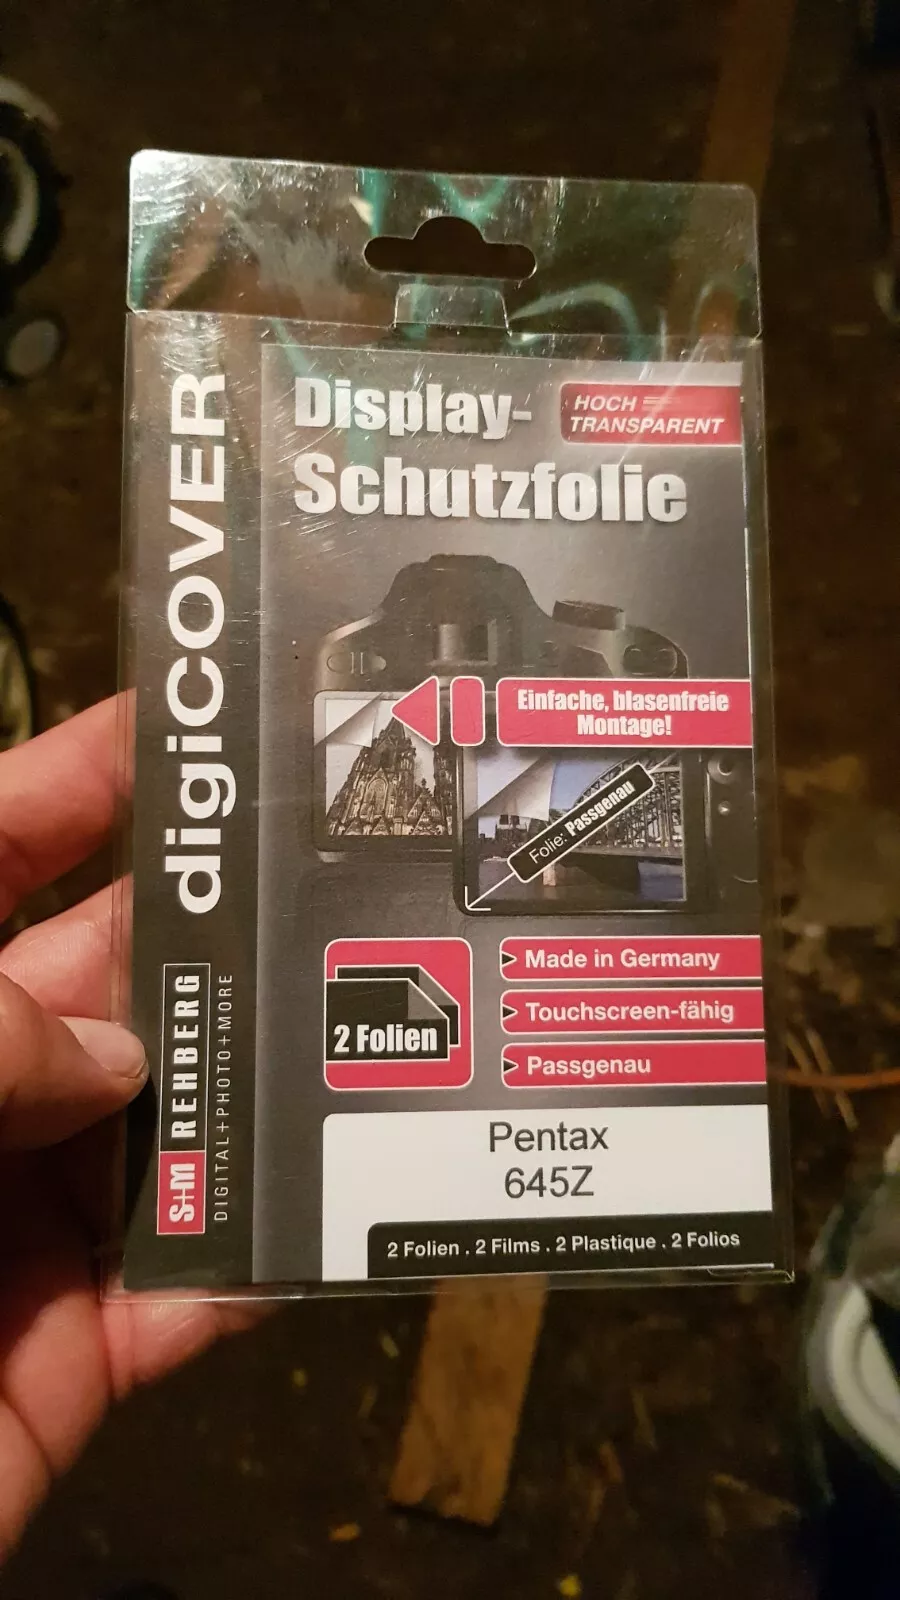 digiCOVER
S+M REHBERG
DIGITAL+PHOTO+MORE
Display-
Schutzfolie
HOCH
TRANSPARENT
Einfache, blasenfreie
Montage!
Folie: Passgenau
2 Folien
Made in Germany
Touchscreen-fähig
Passgenau
Pentax
645Z
2 Folien . 2 Films . 2 Plastique . 2 Folios